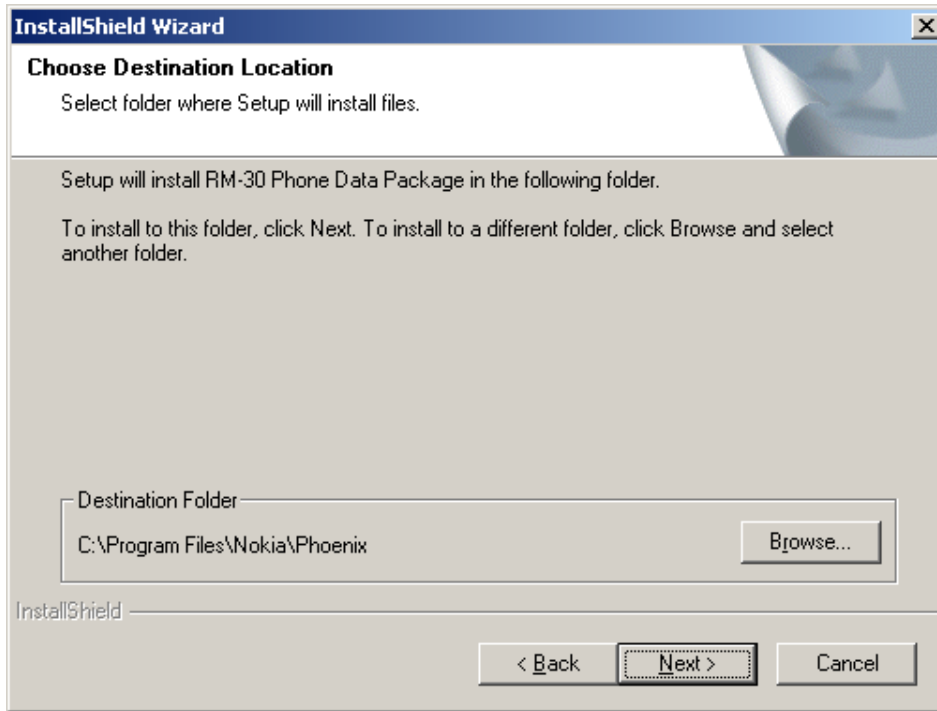 InstallShield Wizard
Choose Destination Location
Select folder where Setup will install files.
Setup will install RM-30 Phone Data Package in the following folder.
To install to this folder, click Next. To install to a different folder, click Browse and select
another folder.
Destination Folder
C:\Program Files\Nokia\Phoenix
Browse...
InstallShield
< Back
Next >
Cancel